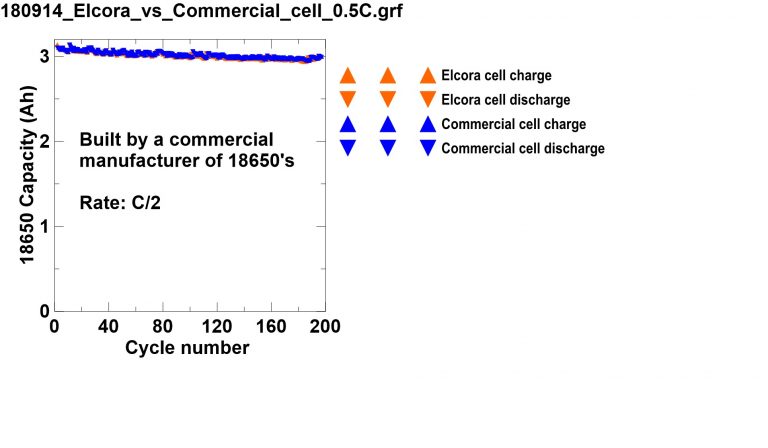 180914_Elcora_vs_Commercial_cell_0.5C.grf
3
2
1
0
18650 Capacity (Ah)
Built by a commercial
manufacturer of 18650's
Rate: C/2
0 40 80 120 160 200
Cycle number
Elcora cell charge
Elcora cell discharge
Commercial cell charge
Commercial cell discharge